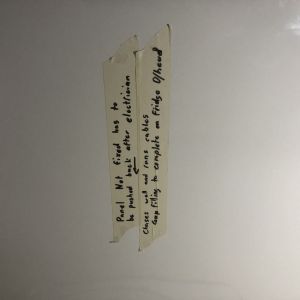 Panel Not fixed has to
be pushed back after electrician
Closes wall and runs cables
Gap filling to complete on Fridge O/head